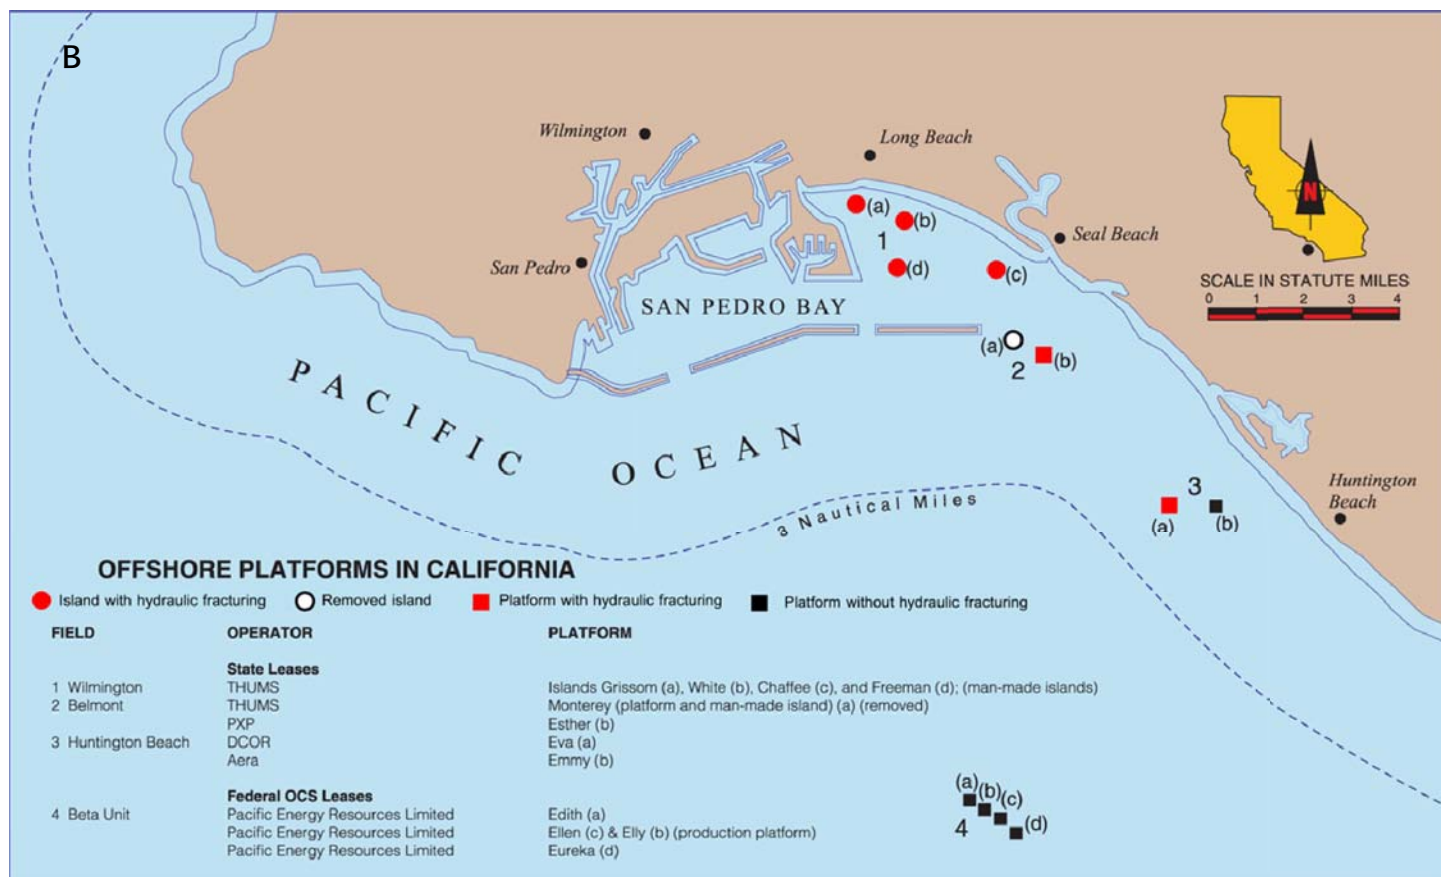 B
Wilmington
Long Beach
San Pedro
Seal Beach
(a)
(b)
1
(d)
(c)
N
SCALE IN STATUTE MILES
0 1 2 3 4
SAN PEDRO BAY
(a)
2
(b)
PACIFIC OCEAN
3 Nautical Miles
3
(a)
(b)
Huntington
Beach
OFFSHORE PLATFORMS IN CALIFORNIA
Island with hydraulic fracturing Removed island Platform with hydraulic fracturing Platform without hydraulic fracturing
FIELD OPERATOR PLATFORM
State Leases
1 Wilmington THUMS Islands Grissom (a), White (b), Chaffee (c), and Freeman (d); (man-made islands)
2 Belmont THUMS Monterey (platform and man-made island) (a) (removed)
PXP Esther (b)
3 Huntington Beach DCOR Eva (a)
Aera Emmy (b)
Federal OCS Leases
4 Beta Unit Pacific Energy Resources Limited Edith (a)
Pacific Energy Resources Limited Ellen (c) & Elly (b) (production platform)
Pacific Energy Resources Limited Eureka (d)
(a)
(b)
(c)
4
(d)